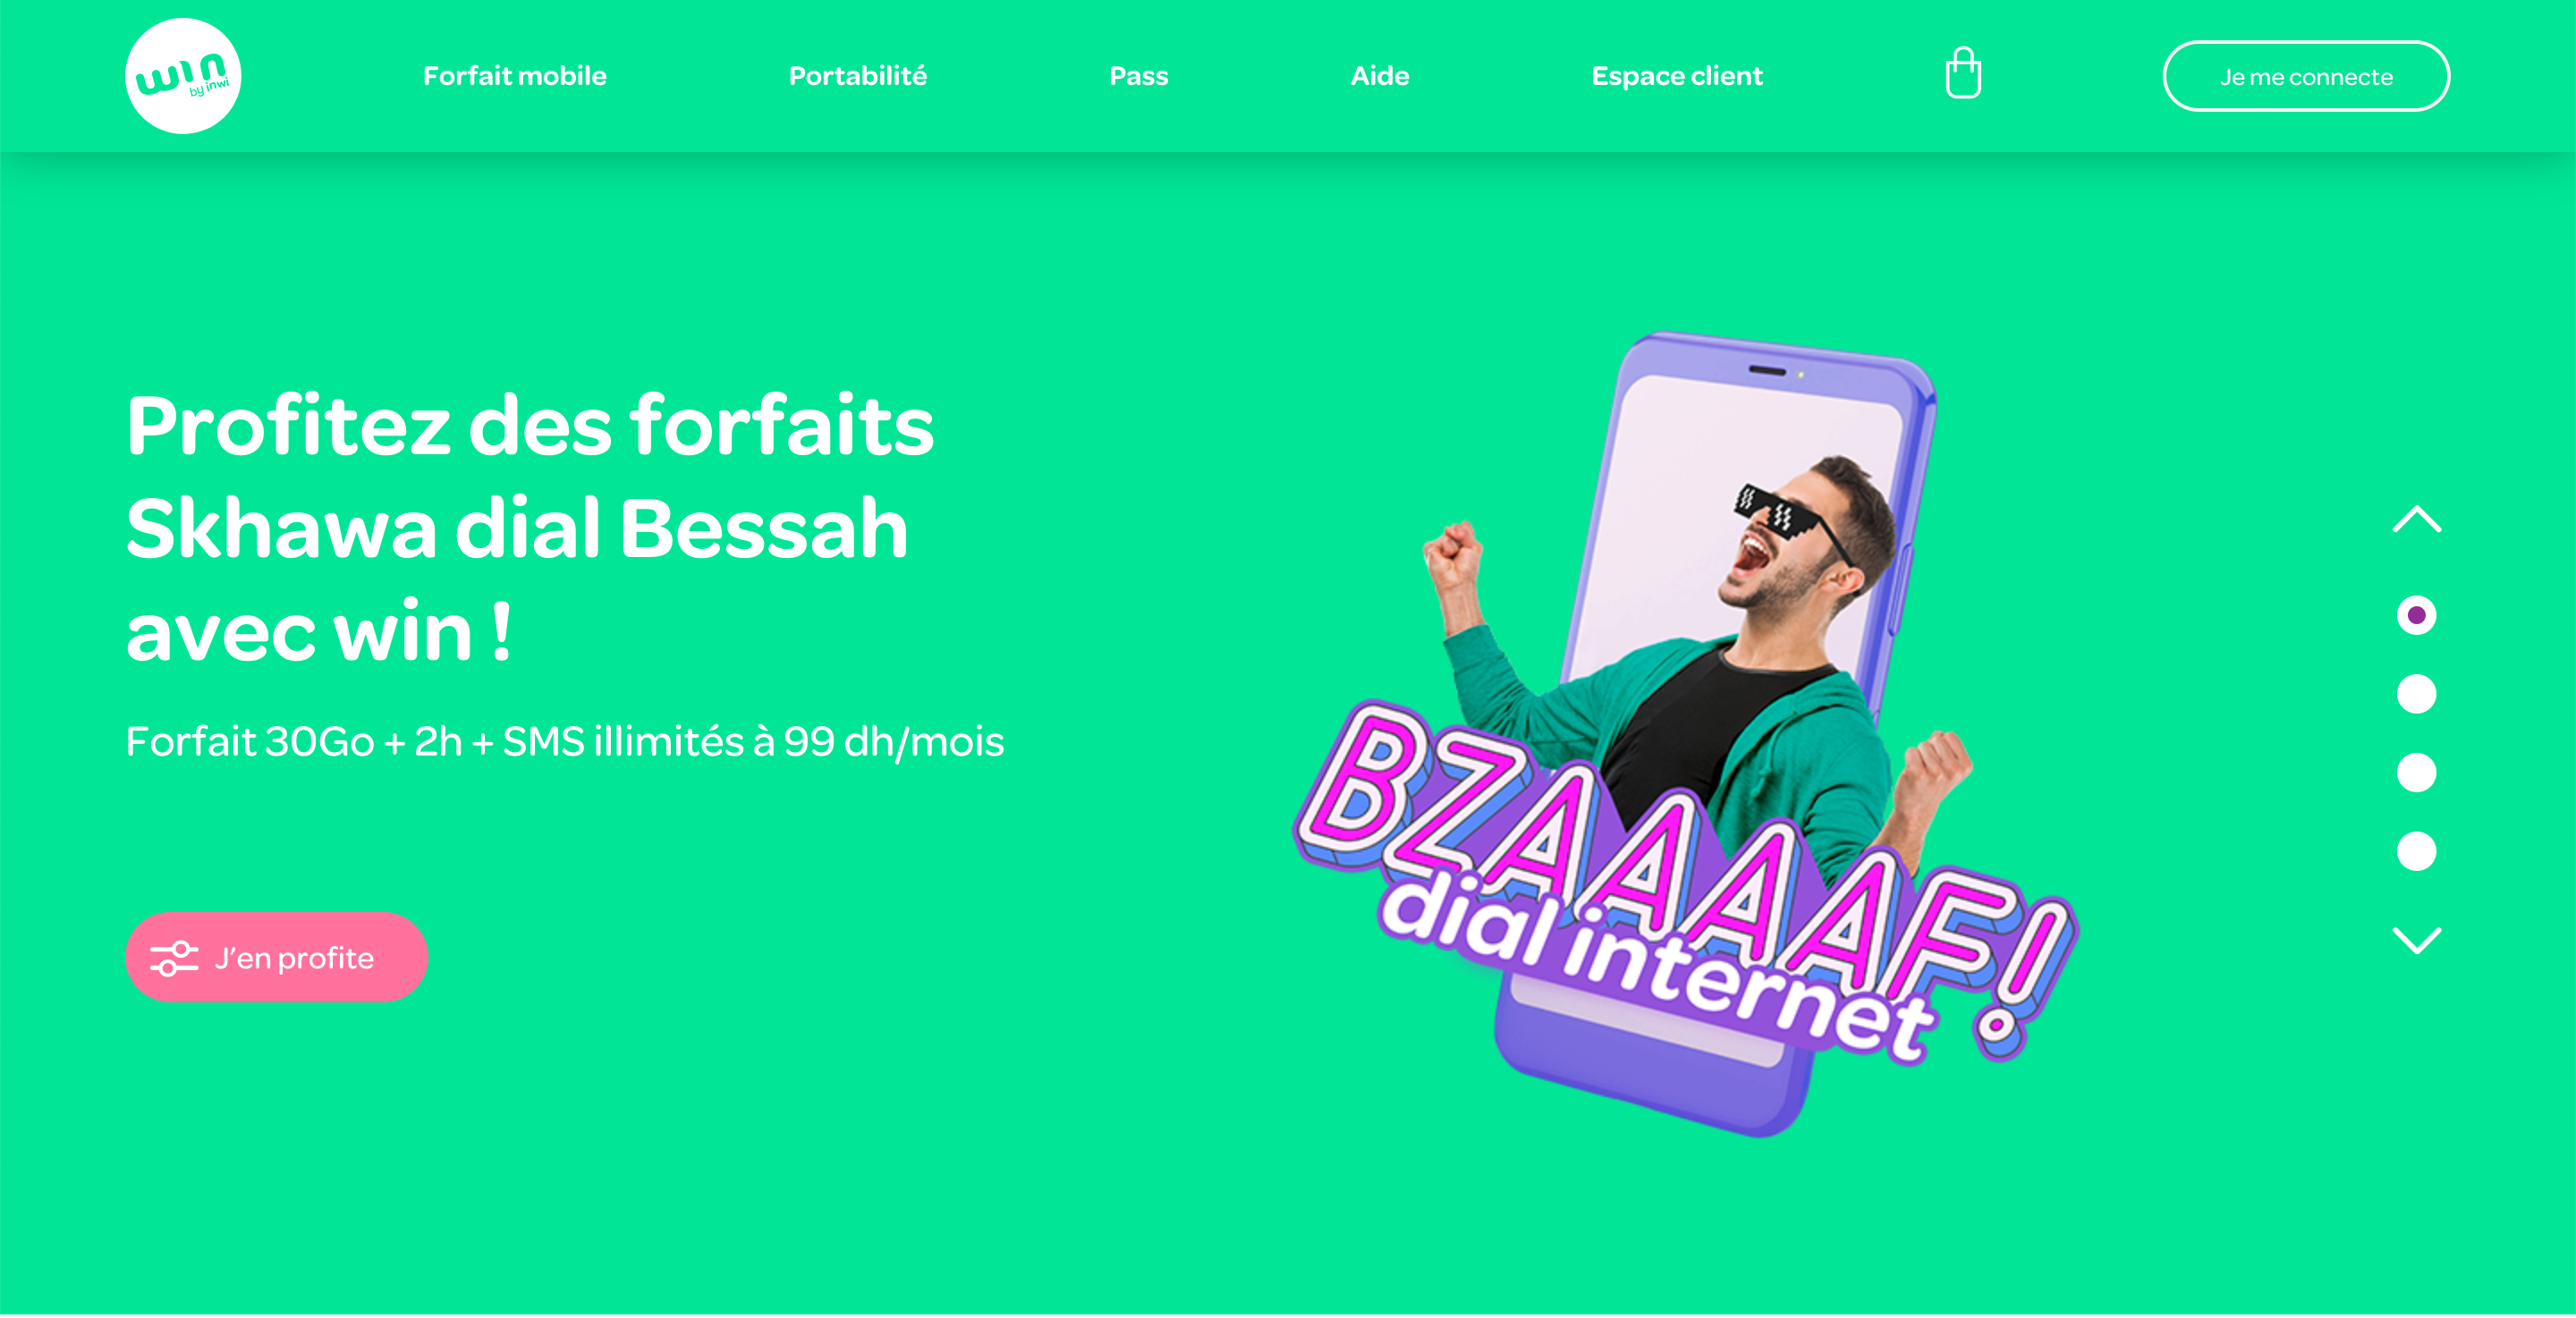 win
by inwi
Forfait mobile
Portabilité
Pass
Aide
Espace client
Je me connecte
Profitez des forfaits
Skhawa dial Bessah
avec win !
Forfait 30Go + 2h + SMS illimités à 99 dh/mois
J'en profite
BZAAAAF!
dial internet